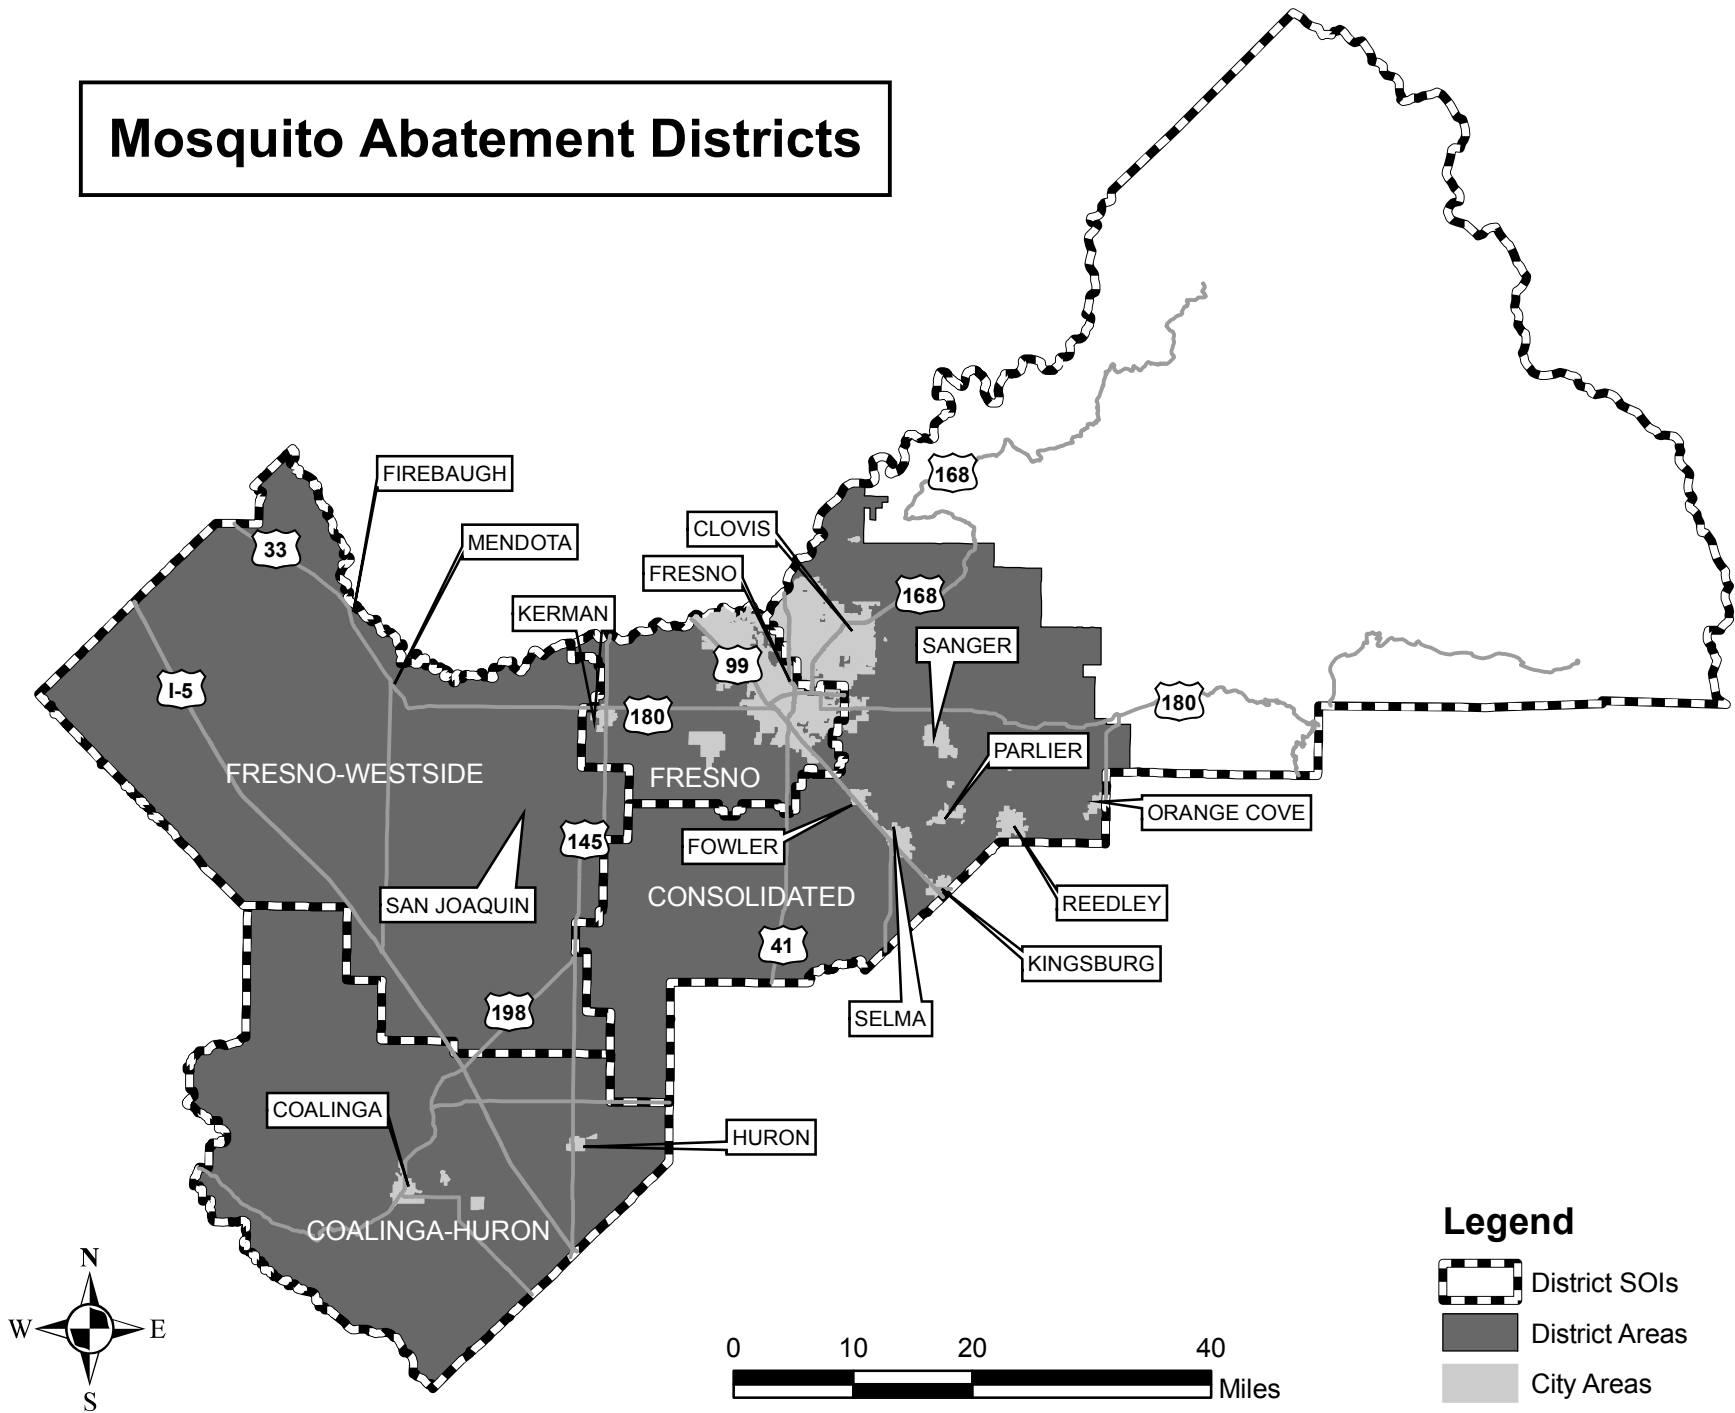 Mosquito Abatement Districts
FIREBAUGH
168
CLOVIS
MENDOTA
33
FRESNO
168
KERMAN
SANGER
99
I-5
180
180
PARLIER
FRESNO-WESTSIDE
FRESNO
ORANGE COVE
145
FOWLER
CONSOLIDATED
SAN JOAQUIN
REEDLEY
41
KINGSBURG
198
SELMA
COALINGA
HURON
COALINGA-HURON
N
W E
S
0 10 20 40
Miles
Legend
District SOIs
District Areas
City Areas